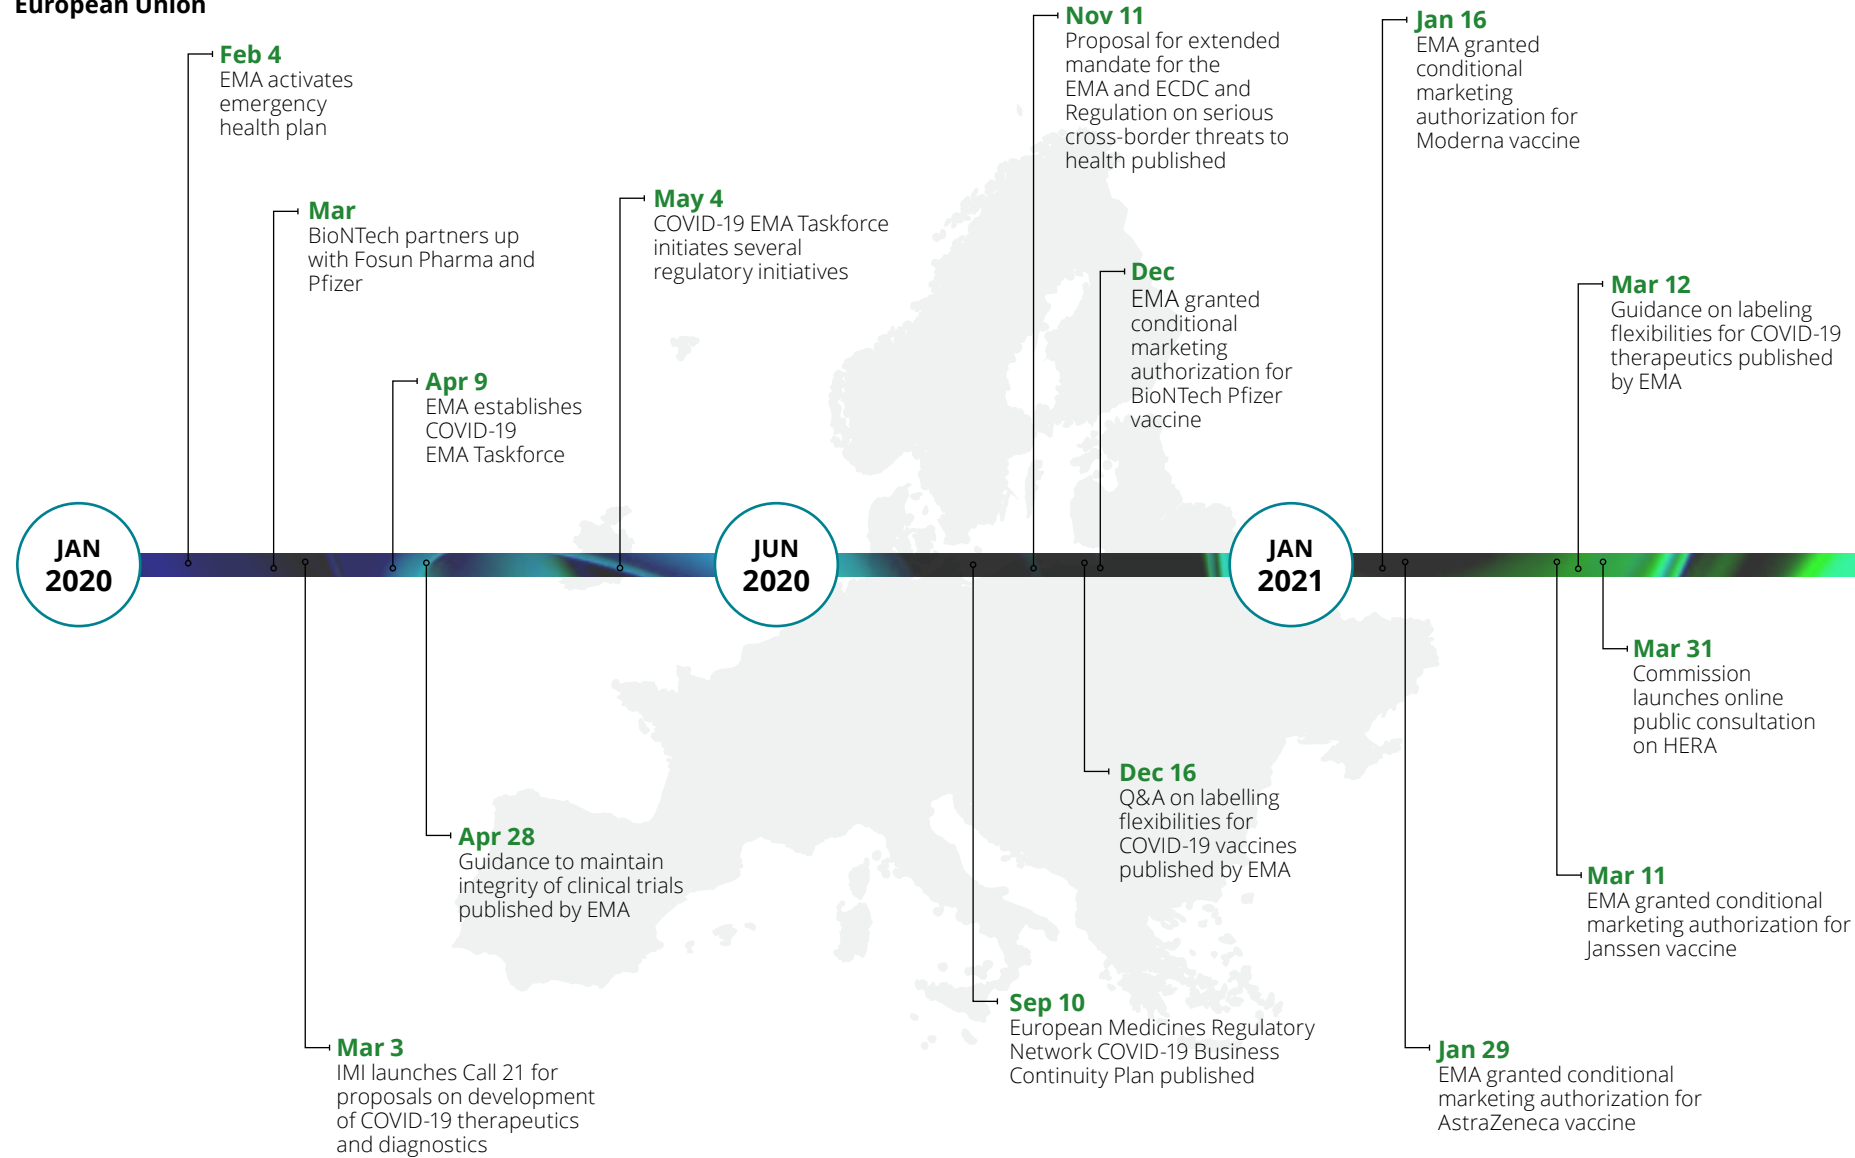 European Union
Feb 4
EMA activates
emergency
health plan
Mar
BioNTech partners up
with Fosun Pharma and
Pfizer
Apr 9
EMA establishes
COVID-19
EMA Taskforce
May 4
COVID-19 EMA Taskforce
initiates several
regulatory initiatives
Nov 11
Proposal for extended
mandate for the
EMA and ECDC and
Regulation on serious
cross-border threats to
health published
Dec
EMA granted
conditional
marketing
authorization for
BioNTech Pfizer
vaccine
Jan 16
EMA granted
conditional
marketing
authorization for
Moderna vaccine
Mar 12
Guidance on labeling
flexibilities for COVID-19
therapeutics published
by EMA
JAN
2020
JUN
2020
JAN
2021
Mar 3
IMI launches Call 21 for
proposals on development
of COVID-19 therapeutics
and diagnostics
Apr 28
Guidance to maintain
integrity of clinical trials
published by EMA
Sep 10
European Medicines Regulatory
Network COVID-19 Business
Continuity Plan published
Dec 16
Q&A on labelling
flexibilities for
COVID-19 vaccines
published by EMA
Jan 29
EMA granted conditional
marketing authorization for
AstraZeneca vaccine
Mar 11
EMA granted conditional
marketing authorization for
Janssen vaccine
Mar 31
Commission
launches online
public consultation
on HERA